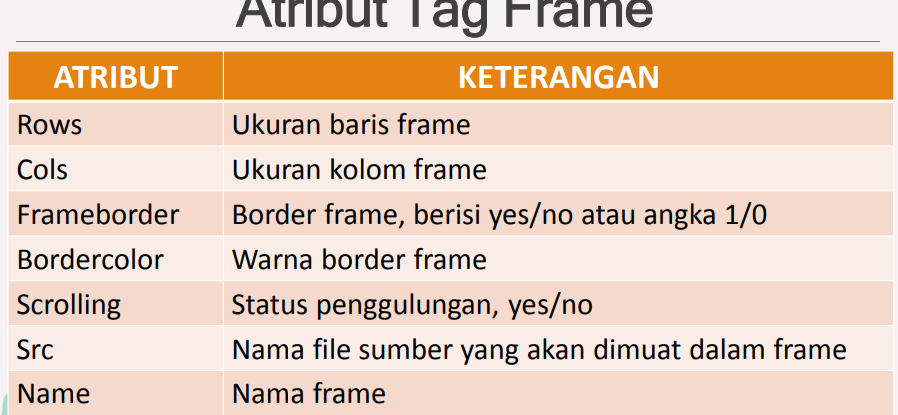 Atribut Tag Frame
ATRIBUT KETERANGAN
Rows Ukuran baris frame
Cols Ukuran kolom frame
Frameborder Border frame, berisi yes/no atau angka 1/0
Bordercolor Warna border frame
Scrolling Status penggulungan, yes/no
Src Nama file sumber yang akan dimuat dalam frame
Name Nama frame